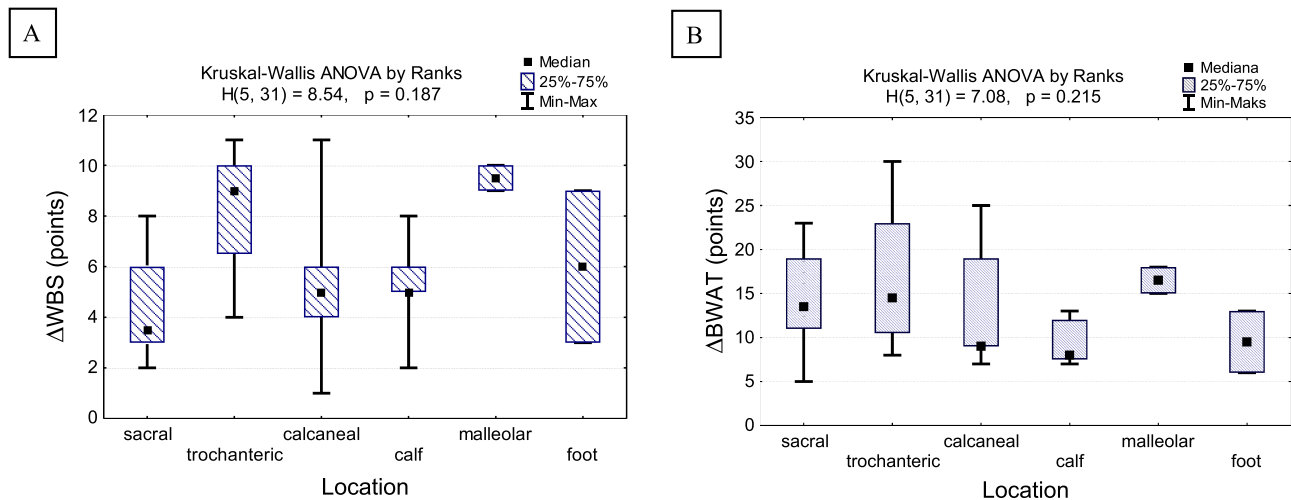 A
Kruskal-Wallis ANOVA by Ranks
H(5, 31) = 8.54, p = 0.187
Median
25%-75%
Min-Max
12
10
8
6
4
2
0
ΔWBS (points)
sacral
trochanteric
calcaneal
calf
malleolar
foot
Location
B
Kruskal-Wallis ANOVA by Ranks
H(5, 31) = 7.08, p = 0.215
Mediana
25%-75%
Min-Maks
35
30
25
20
15
10
5
0
ΔBWAT (points)
sacral
trochanteric
calcaneal
calf
malleolar
foot
Location